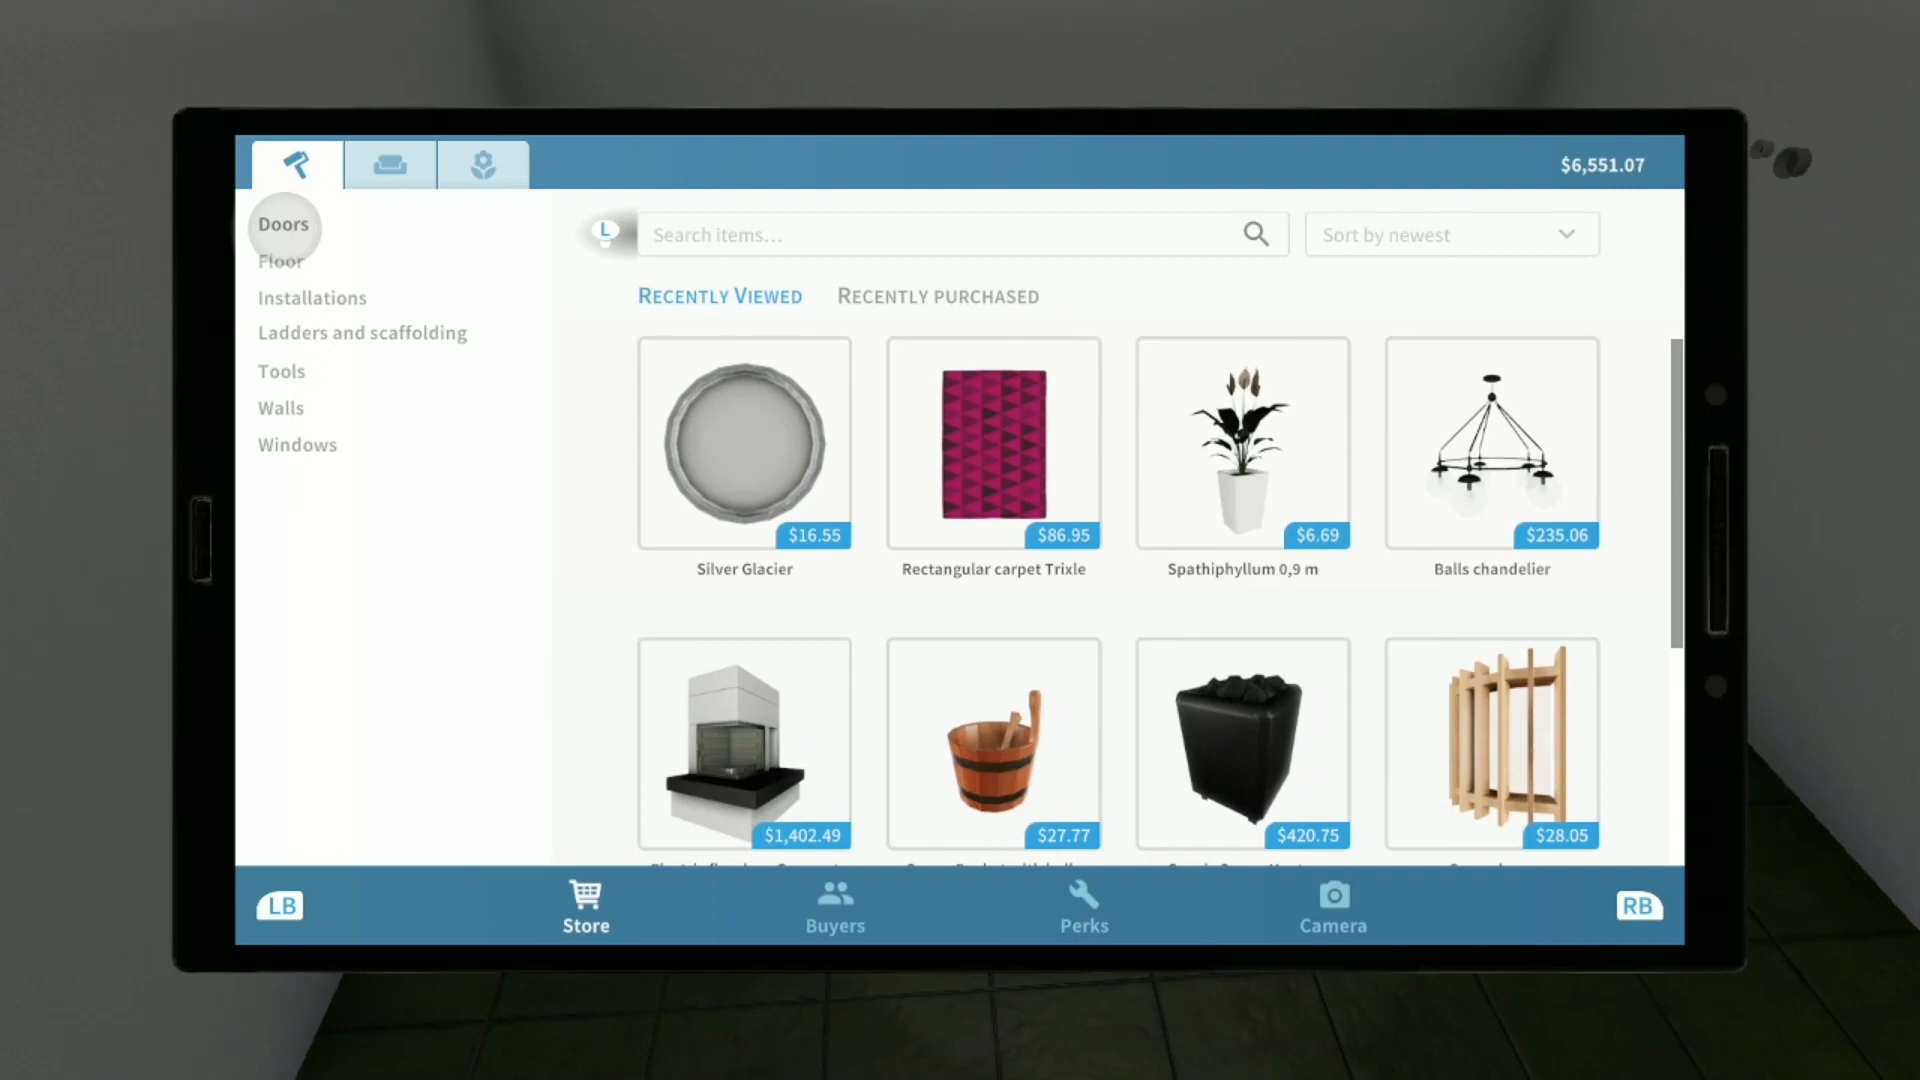 $6,551.07
Doors
Floor
Installations
Ladders and scaffolding
Tools
Walls
Windows
L
Search items...
Sort by newest
RECENTLY VIEWED
RECENTLY PURCHASED
$16.55
$86.95
$6.69
$235.06
Silver Glacier
Rectangular carpet Trixle
Spathiphyllum 0,9 m
Balls chandelier
$1,402.49
$27.77
$420.75
$28.05
LB
Store
Buyers
Perks
Camera
RB